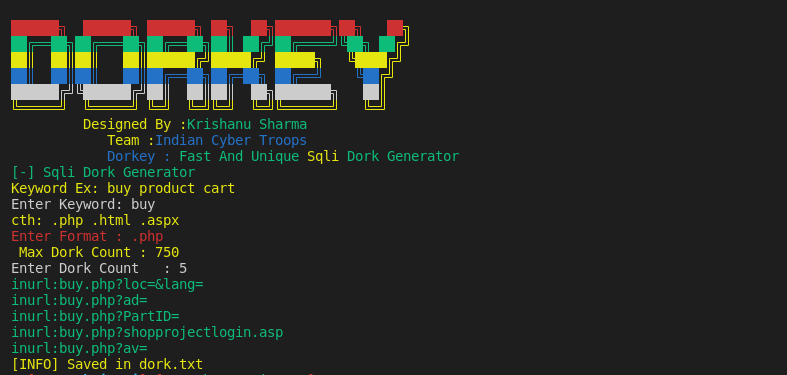 DORKEY
Designed By :Krishanu Sharma
Team :Indian Cyber Troops
Dorkey : Fast And Unique Sqli Dork Generator
[-] Sqli Dork Generator
Keyword Ex: buy product cart
Enter Keyword: buy
cth: .php .html .aspx
Enter Format : .php
Max Dork Count : 750
Enter Dork Count   : 5
inurl:buy.php?loc=&lang=
inurl:buy.php?ad=
inurl:buy.php?PartID=
inurl:buy.php?shopprojectlogin.asp
inurl:buy.php?av=
[INFO] Saved in dork.txt